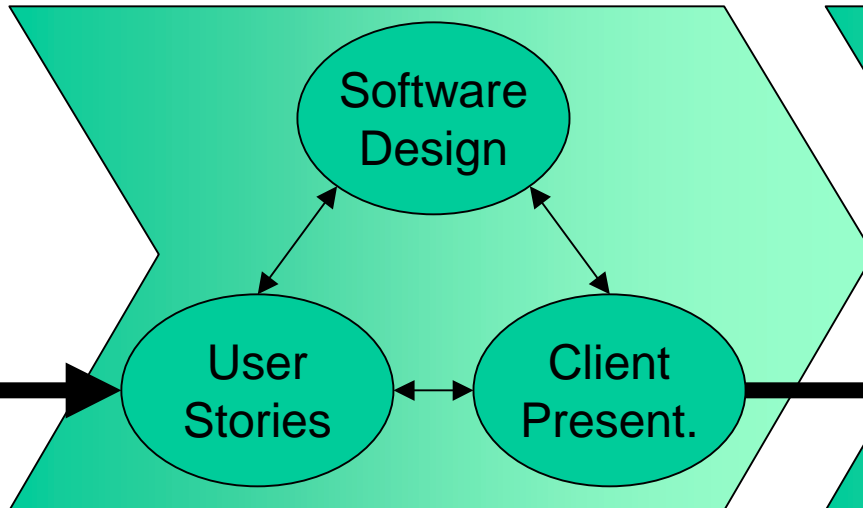 Software
Design
User
Stories
Client
Present.